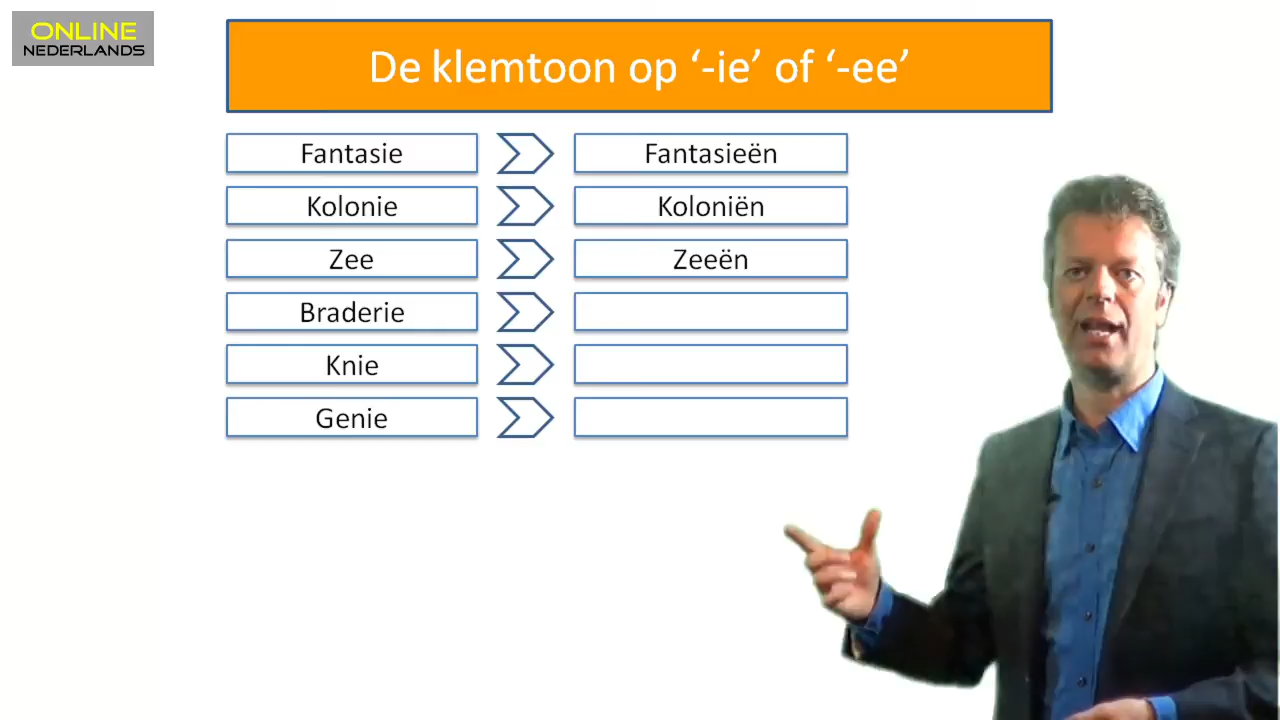 ONLINE
NEDERLANDS
De klemtoon op ‘-ie’ of ‘-ee’
Fantasie
Fantasieën
Kolonie
Koloniën
Zee
Zeeën
Braderie
Knie
Genie